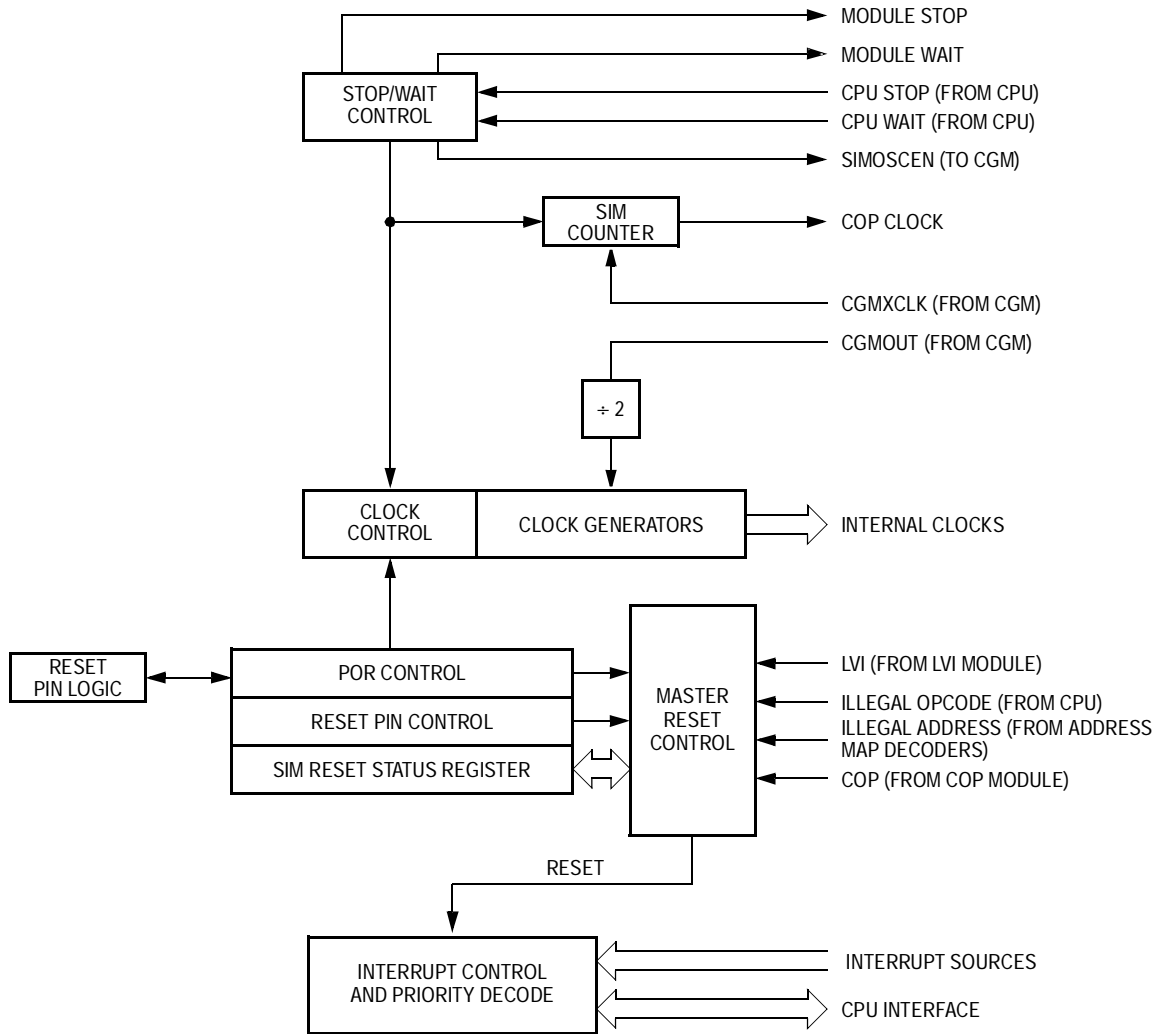 MODULE STOP
MODULE WAIT
STOP/WAIT
CONTROL
CPU STOP (FROM CPU)
CPU WAIT (FROM CPU)
SIMOSCEN (TO CGM)
SIM
COUNTER
COP CLOCK
CGMXCLK (FROM CGM)
CGMOUT (FROM CGM)
÷ 2
CLOCK
CONTROL
CLOCK GENERATORS
INTERNAL CLOCKS
RESET
PIN LOGIC
POR CONTROL
RESET PIN CONTROL
SIM RESET STATUS REGISTER
MASTER
RESET
CONTROL
LVI (FROM LVI MODULE)
ILLEGAL OPCODE (FROM CPU)
ILLEGAL ADDRESS (FROM ADDRESS
MAP DECODERS)
COP (FROM COP MODULE)
RESET
INTERRUPT CONTROL
AND PRIORITY DECODE
INTERRUPT SOURCES
CPU INTERFACE